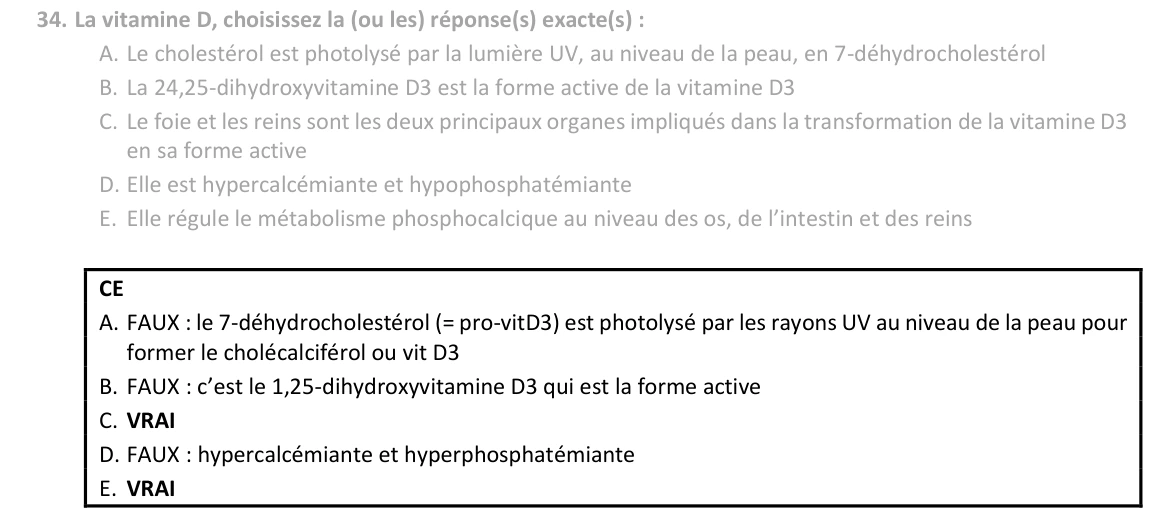 34. La vitamine D, choisissez la (ou les) réponse(s) exacte(s) :
A. Le cholestérol est photolysé par la lumière UV, au niveau de la peau, en 7-déhydrocholestérol
B. La 24,25-dihydroxyvitamine D3 est la forme active de la vitamine D3
C. Le foie et les reins sont les deux principaux organes impliqués dans la transformation de la vitamine D3
en sa forme active
D. Elle est hypercalcémiante et hypophosphatémiante
E. Elle régule le métabolisme phosphocalcique au niveau des os, de l’intestin et des reins
CE
A. FAUX : le 7-déhydrocholestérol (= pro-vitD3) est photolysé par les rayons UV au niveau de la peau pour
former le cholécalciférol ou vit D3
B. FAUX : c’est le 1,25-dihydroxyvitamine D3 qui est la forme active
C. VRAI
D. FAUX : hypercalcémiante et hyperphosphatémiante
E. VRAI